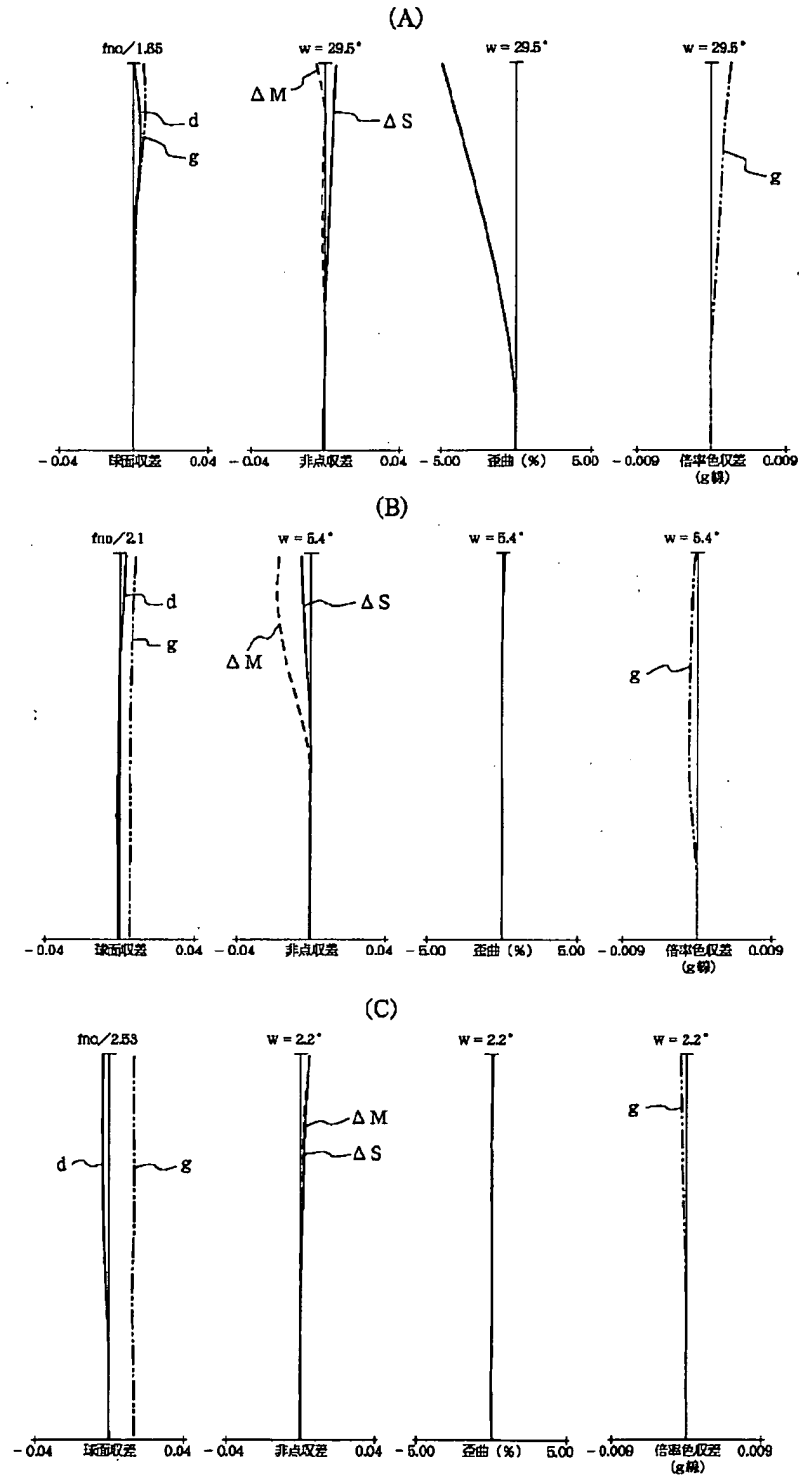 (A)
fno/1.85 w = 29.5° w = 29.5° w = 29.5°
ΔM
d
ΔS
g
g
-0.04 球面収差 0.04 -0.04 非点収差 0.04 -5.00 歪曲 (%) 5.00 -0.009 倍率色収差 0.009
(g線)
(B)
fno/2.1 w = 5.4° w = 5.4° w = 5.4°
d
ΔS
g
ΔM
g
-0.04 球面収差 0.04 -0.04 非点収差 0.04 -5.00 歪曲 (%) 5.00 -0.009 倍率色収差 0.009
(g線)
(C)
fno/2.53 w = 2.2° w = 2.2° w = 2.2°
g
ΔM
d
g
ΔS
-0.04 球面収差 0.04 -0.04 非点収差 0.04 -5.00 歪曲 (%) 5.00 -0.009 倍率色収差 0.009
(g線)